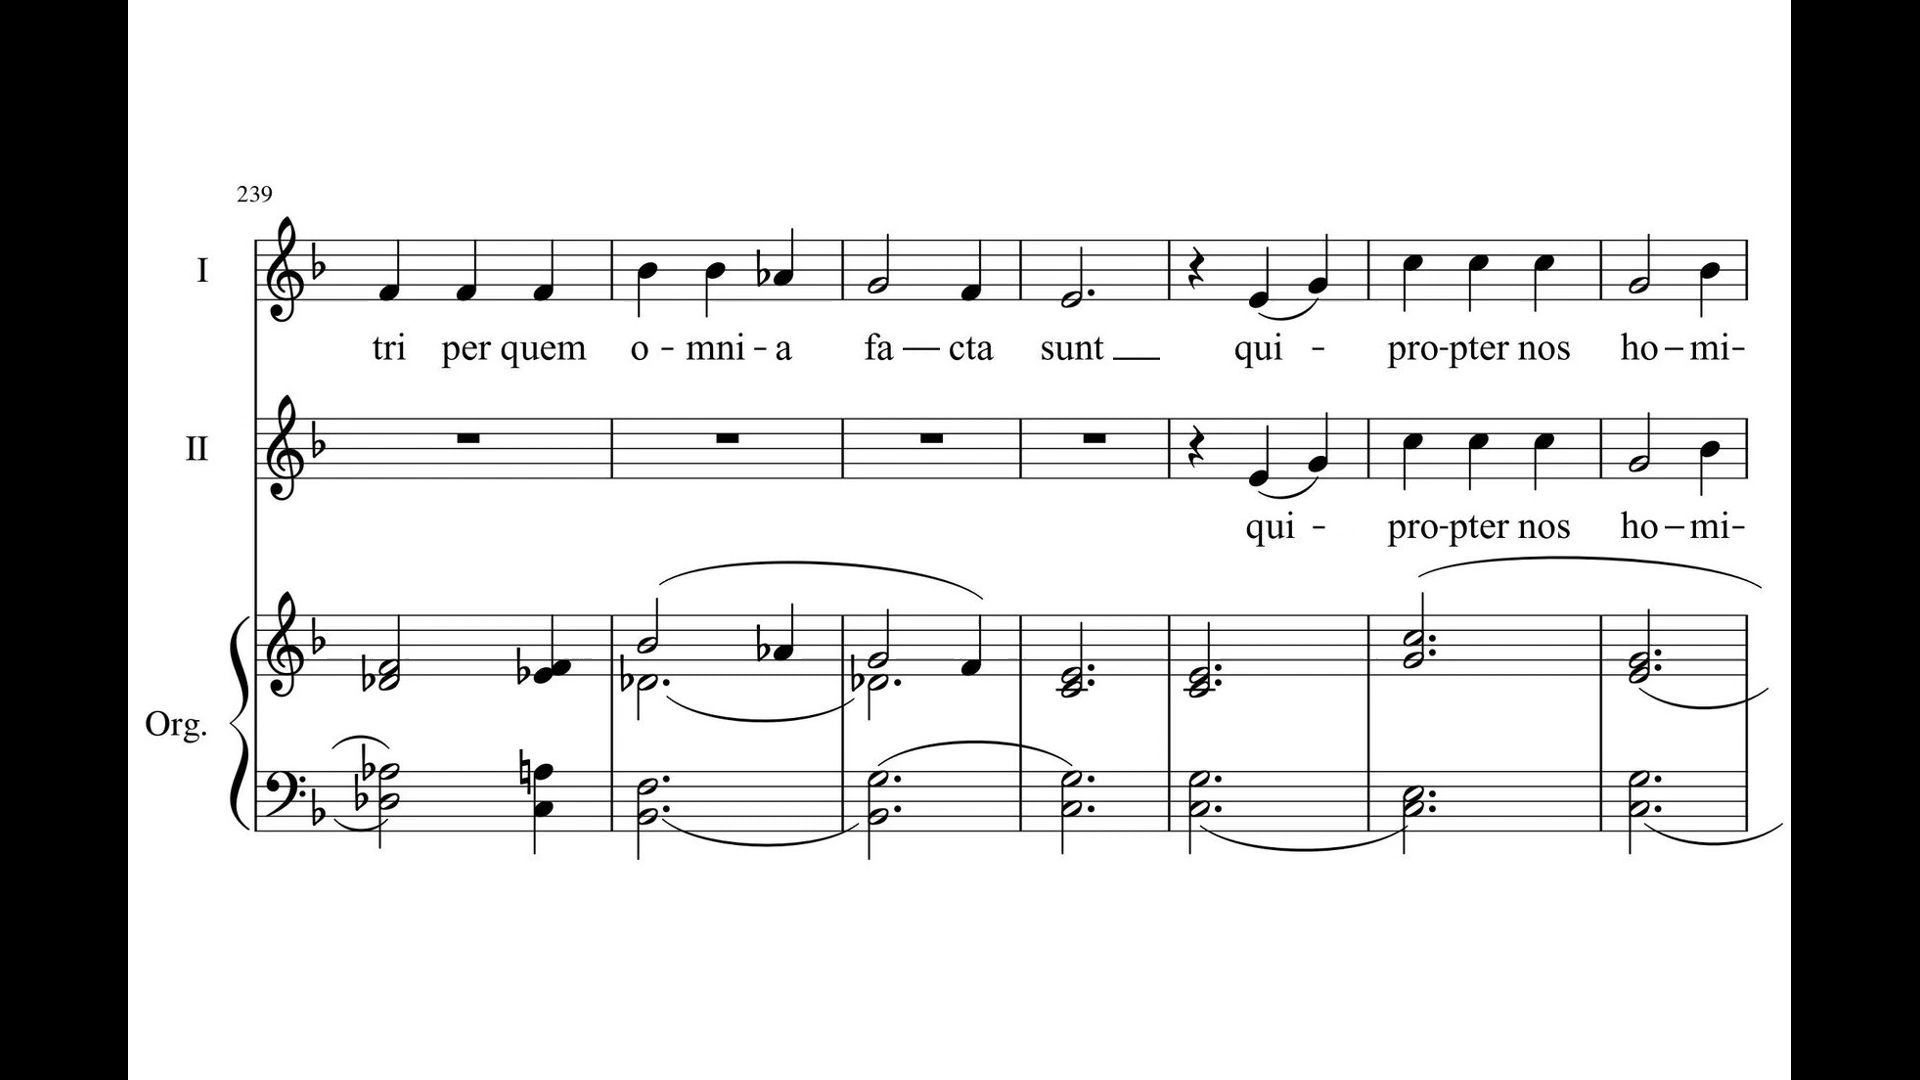 239
I
tri per quem o - mni - a fa — cta sunt __ qui - pro-pter nos ho – mi-
II
qui - pro-pter nos ho – mi-
Org.